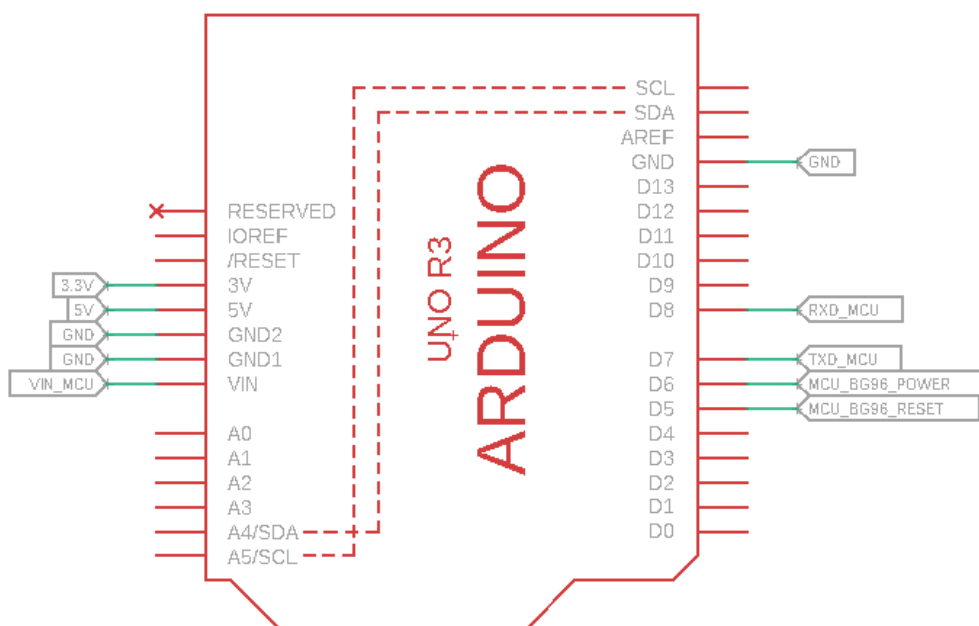 RESERVED
IOREF
/RESET
3.3V 3V
5V 5V
GND GND2
GND GND1
VIN_MCU VIN
A0
A1
A2
A3
A4/SDA
A5/SCL
UNO R3
ARDUINO
SCL
SDA
AREF
GND GND
D13
D12
D11
D10
D9
D8 RXD_MCU
D7 TXD_MCU
D6 MCU_BG96_POWER
D5 MCU_BG96_RESET
D4
D3
D2
D1
D0